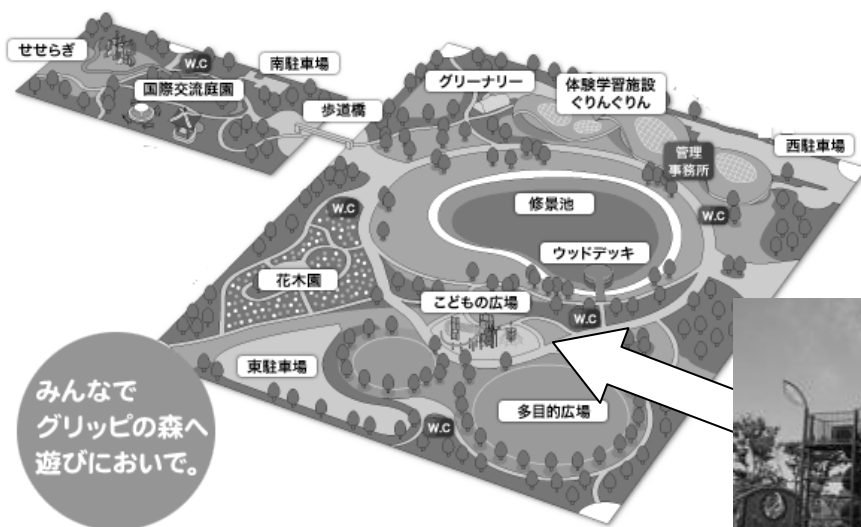 せせらぎ
W.C
南駐車場
国際交流庭園
歩道橋
グリーナリー
体験学習施設
ぐりんぐりん
管理
事務所
西駐車場
W.C
修景池
W.C
ウッドデッキ
花木園
こどもの広場
W.C
東駐車場
多目的広場
W.C
みんなで
グリッピの森へ
遊びにおいで。